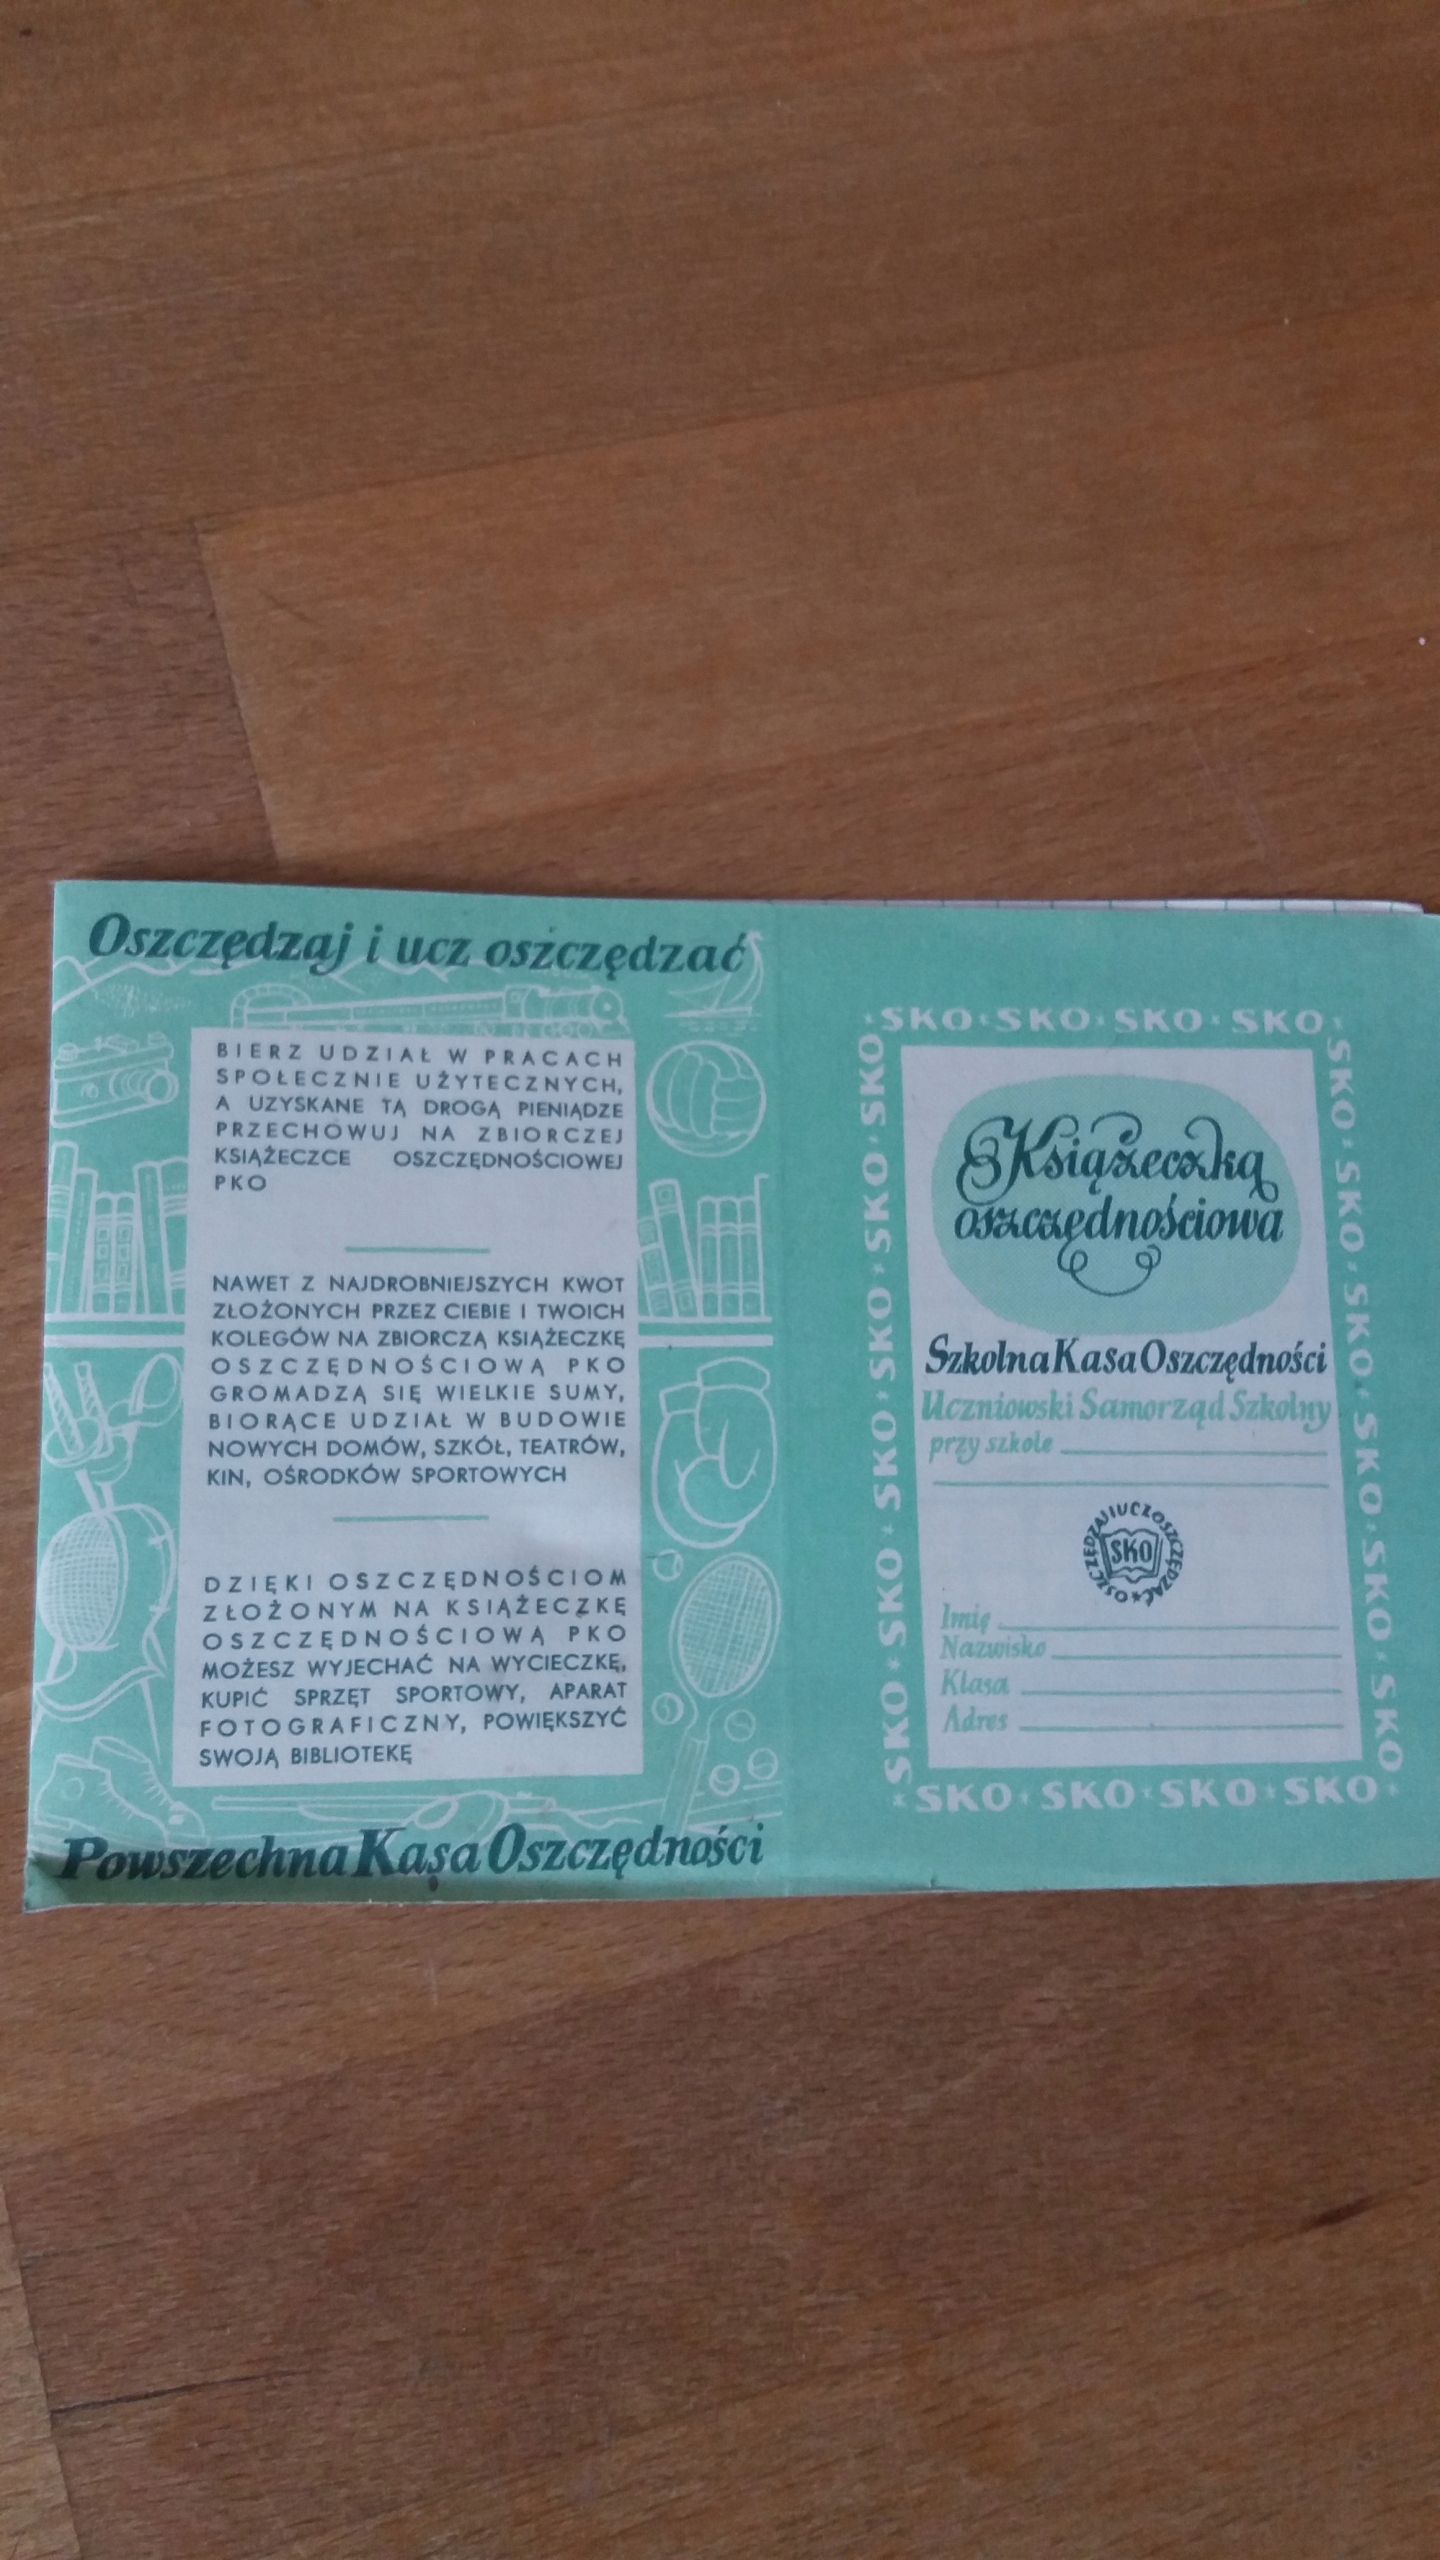 Oszczędzaj i ucz oszczędzać
BIERZ UDZIAŁ W PRACACH
SPOŁECZNIE UŻYTECZNYCH,
A UZYSKANE TĄ DROGĄ PIENIĄDZE
PRZECHOWUJ NA ZBIORCZEJ
KSIĄŻECZCE OSZCZĘDNOŚCIOWEJ
PKO
NAWET Z NAJDROBNIEJSZYCH KWOT
ZŁOŻONYCH PRZEZ CIEBIE I TWOICH
KOLEGÓW NA ZBIORCZĄ KSIĄŻECZKĘ
OSZCZĘDNOŚCIOWĄ PKO
GROMADZĄ SIĘ WIELKIE SUMY,
BIORĄCE UDZIAŁ W BUDOWIE
NOWYCH DOMÓW, SZKÓŁ, TEATRÓW,
KIN, OŚRODKÓW SPORTOWYCH
DZIĘKI OSZCZĘDNOŚCIOM
ZŁOŻONYM NA KSIĄŻECZKĘ
OSZCZĘDNOŚCIOWĄ PKO
MOŻESZ WYJECHAĆ NA WYCIECZKĘ,
KUPIĆ SPRZĘT SPORTOWY, APARAT
FOTOGRAFICZNY, POWIĘKSZYĆ
SWOJĄ BIBLIOTEKĘ
Powszechna Kasa Oszczędności
SKO SKO SKO SKO
SKO SKO SKO SKO SKO SKO
SKO SKO SKO SKO SKO SKO
Książeczka
oszczędnościowa
Szkolna Kasa Oszczędności
Uczniowski Samorząd Szkolny
przy szkole
OSZCZĘDZAJ I UCZ OSZCZĘDZAĆ
SKO
Imię
Nazwisko
Klasa
Adres
SKO SKO SKO SKO